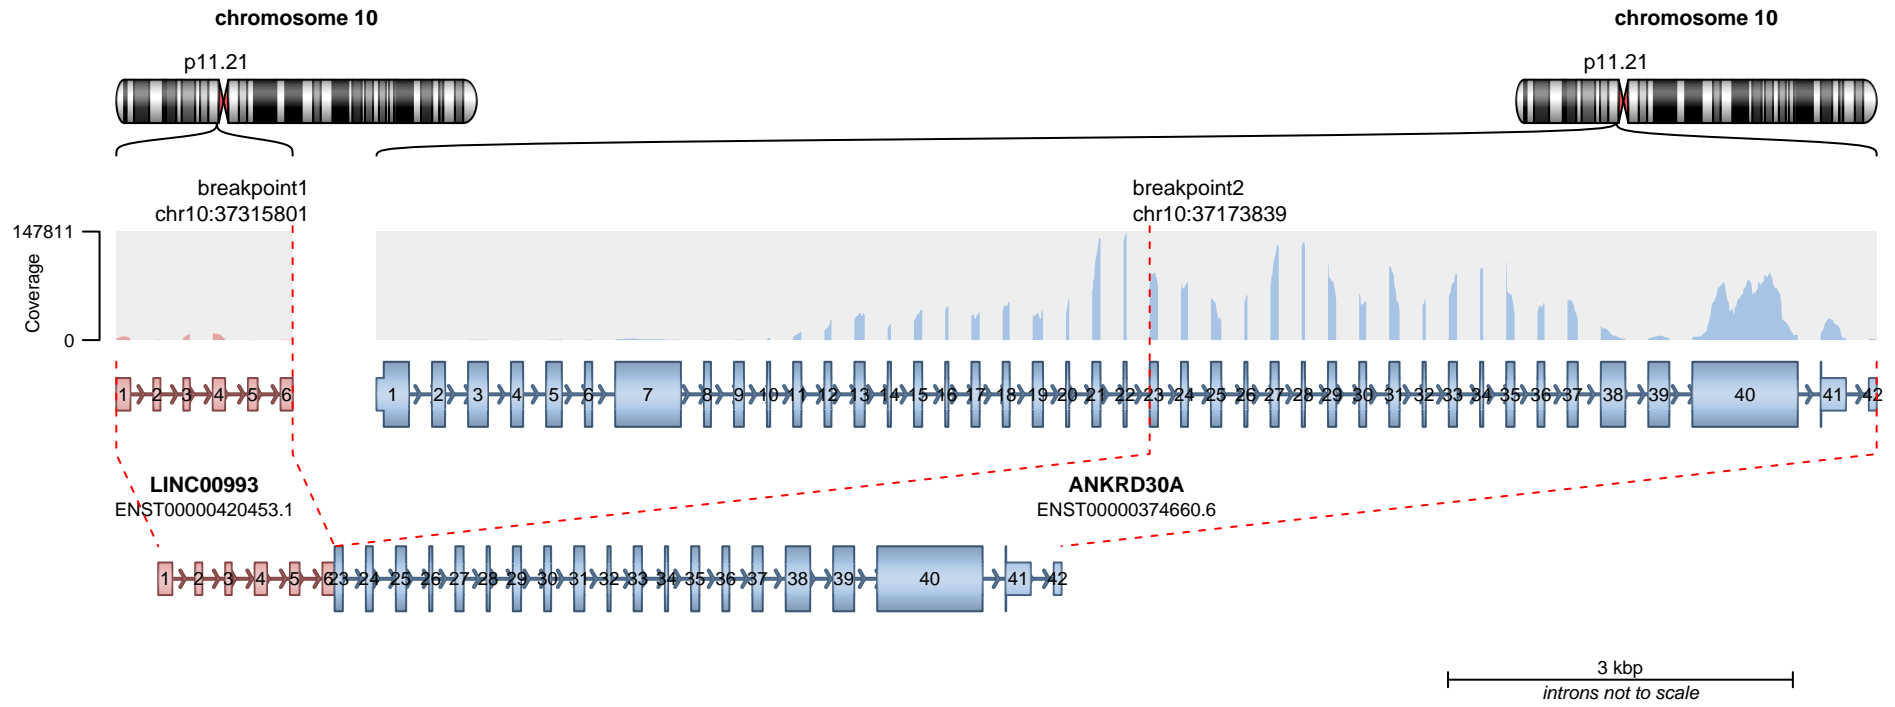 chromosome 10
chromosome 10
p11.21
p11.21
breakpoint1
chr10:37315801
breakpoint2
chr10:37173839
147811
Coverage
0
1 2 3 4 5 6
1 2 3 4 5 6 7 8 9 10 11 12 13 14 15 16 17 18 19 20 21 22 23 24 25 26 27 28 29 30 31 32 33 34 35 36 37 38 39 40 41 42
LINC00993
ENST00000420453.1
ANKRD30A
ENST00000374660.6
1 2 3 4 5 6 23 24 25 26 27 28 29 30 31 32 33 34 35 36 37 38 39 40 41 42
3 kbp
introns not to scale